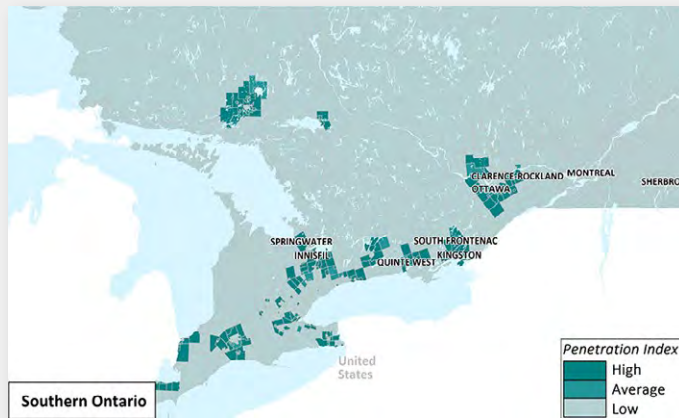 CLARENCE-ROCKLAND
MONTREAL
OTTAWA
SHERBRO
SPRINGWATER
INNISFIL
SOUTH FRONTENAC
QUINTE WEST
KINGSTON
United
States
Southern Ontario
Penetration Index
High
Average
Low